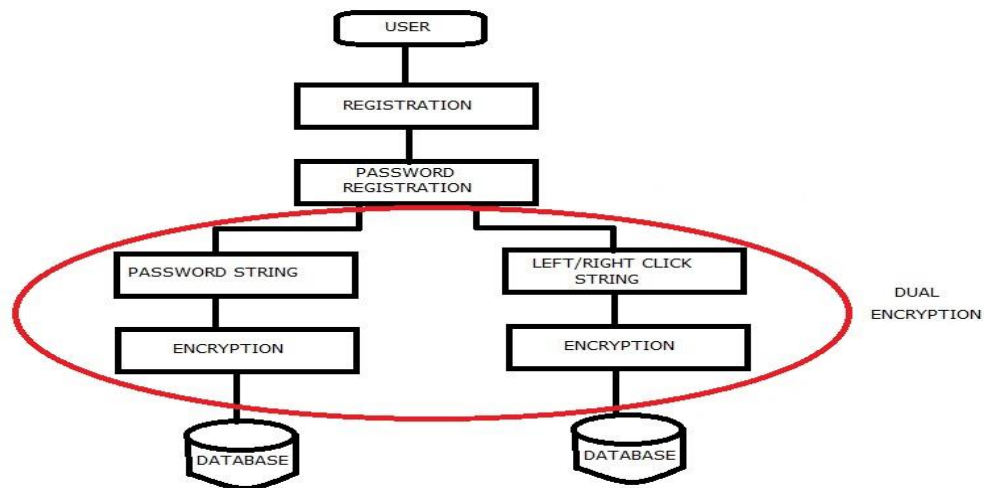 USER
REGISTRATION
PASSWORD
REGISTRATION
PASSWORD STRING
LEFT/RIGHT CLICK
STRING
DUAL
ENCRYPTION
ENCRYPTION
ENCRYPTION
DATABASE
DATABASE